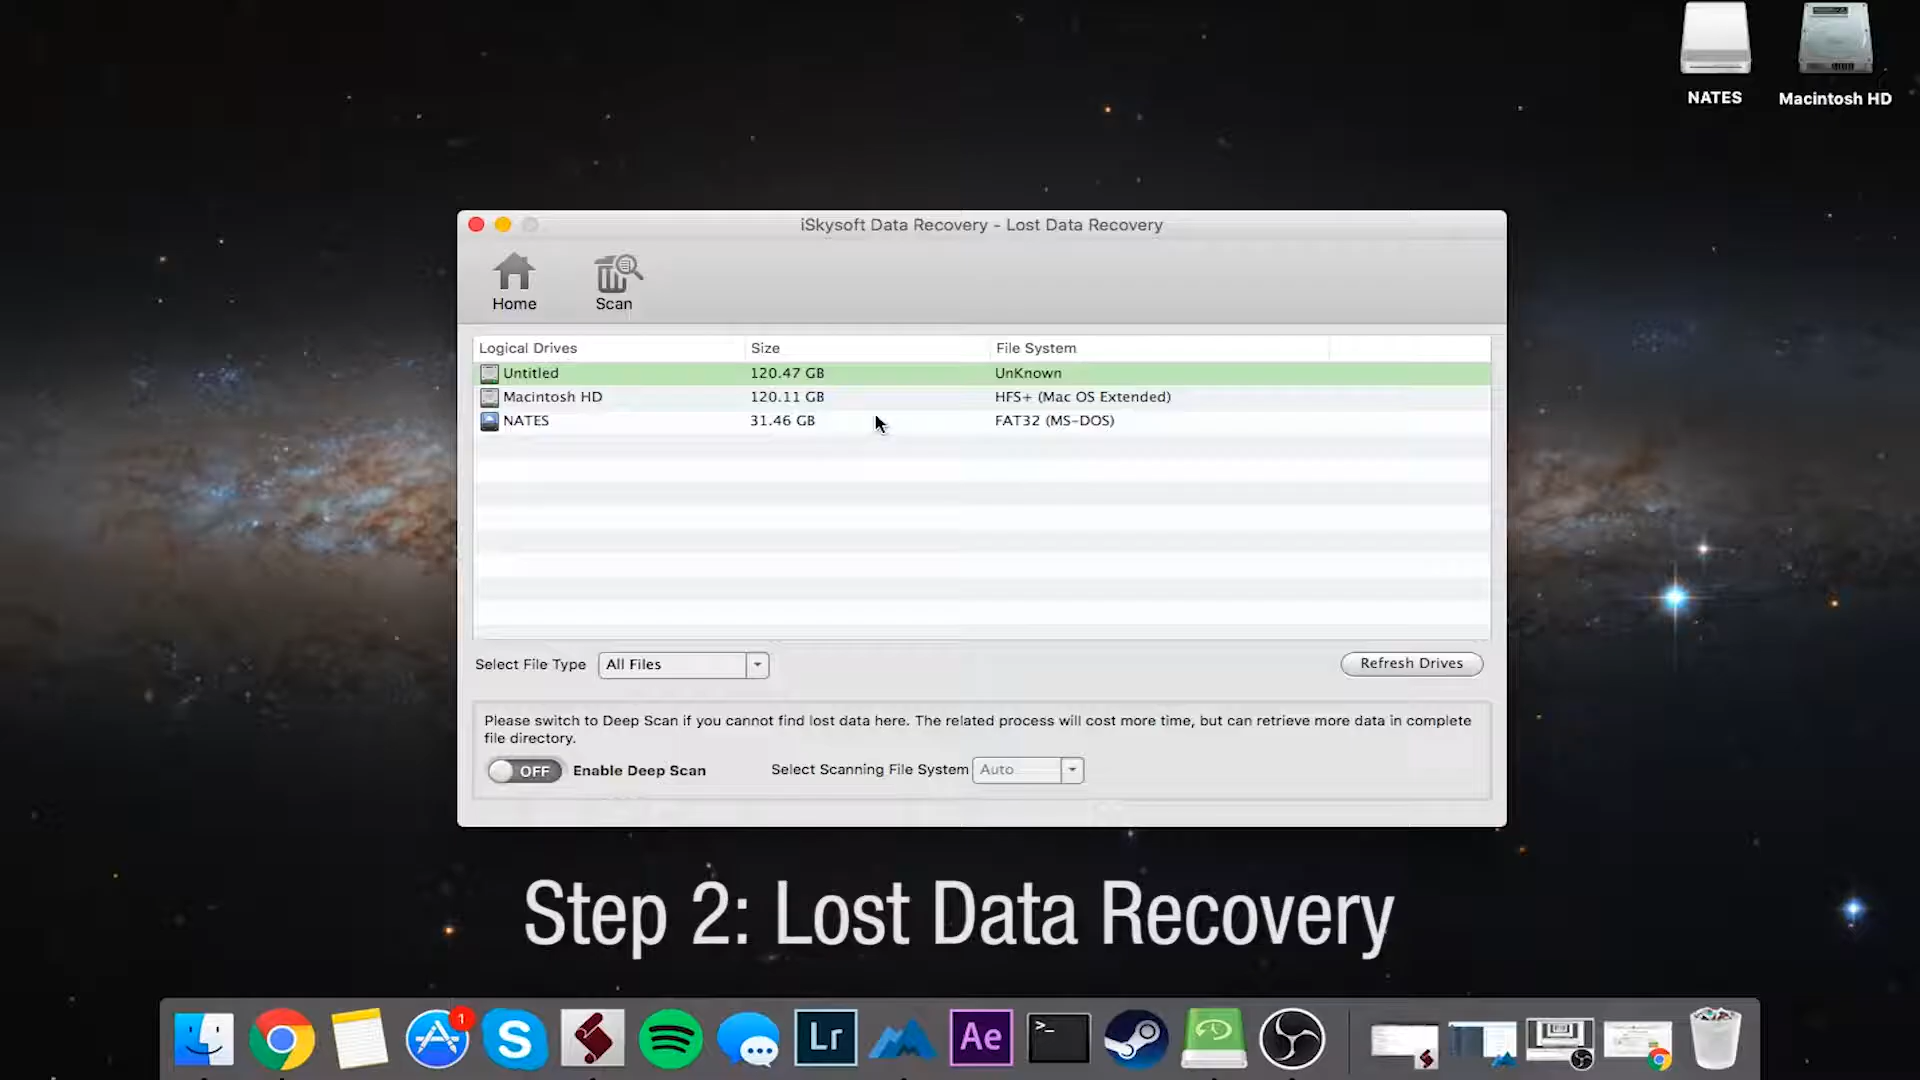 NATES
Macintosh HD
iSkysoft Data Recovery - Lost Data Recovery
Home
Scan
Logical Drives Size File System
Untitled 120.47 GB UnKnown
Macintosh HD 120.11 GB HFS+ (Mac OS Extended)
NATES 31.46 GB FAT32 (MS-DOS)
Select File Type All Files Refresh Drives
Please switch to Deep Scan if you cannot find lost data here. The related process will cost more time, but can retrieve more data in complete
file directory.
OFF Enable Deep Scan Select Scanning File System Auto
Step 2: Lost Data Recovery
1
S
Lr
Ae
>_